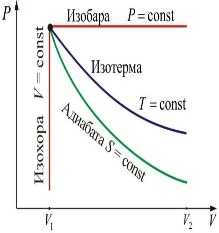 P
Изобара P = const
Изотерма
T = const
Адиабата S = const
Изохора V = const
V₁
V₂
V